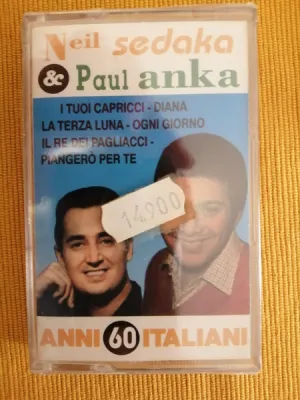 Neil sedaka
& Paul anka
I TUOI CAPRICCI - DIANA
LA TERZA LUNA - OGNI GIORNO
IL RE DEI PAGLIACCI -
PIANGERÒ PER TE
14900
ANNI 60 ITALIANI